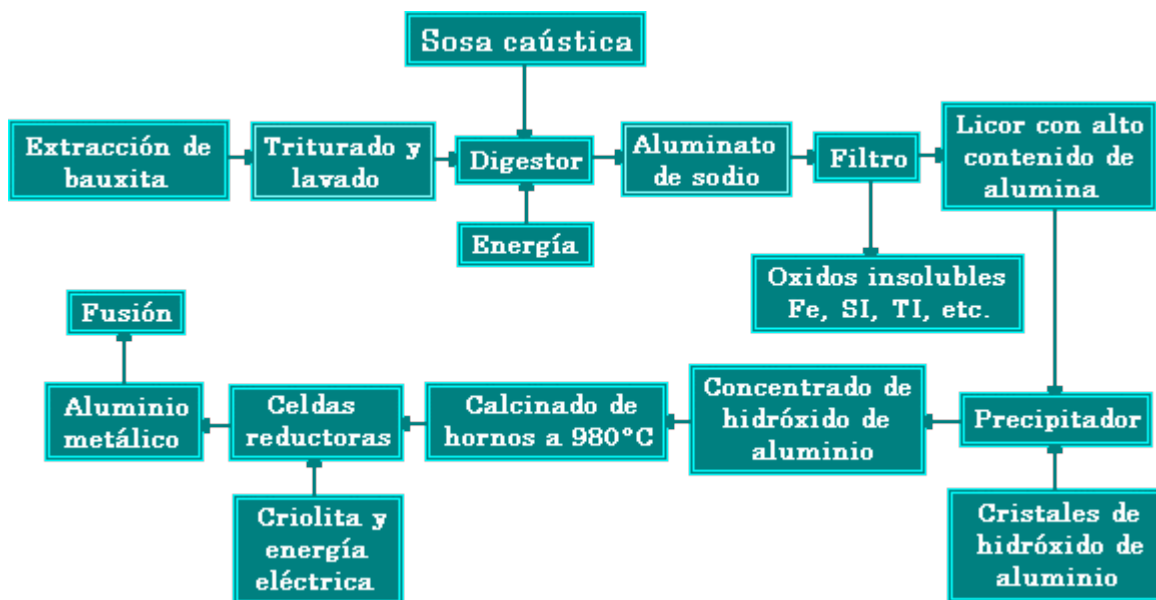 Sosa caústica
Extracción de
bauxita
Triturado y
lavado
Digestor
Energía
Aluminato
de sodio
Filtro
Licor con alto
contenido de
alumina
Oxidos insolubles
Fe, SI, TI, etc.
Precipitador
Cristales de
hidróxido de
aluminio
Concentrado de
hidróxido de
aluminio
Calcinado de
hornos a 980°C
Celdas
reductoras
Criolita y
energía
eléctrica
Aluminio
metálico
Fusión